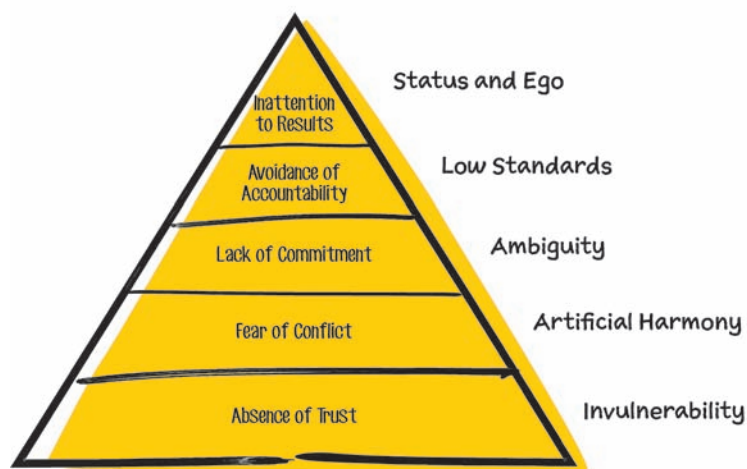 Status and Ego
Inattention
to Results
Low Standards
Avoidance of
Accountability
Ambiguity
Lack of Commitment
Artificial Harmony
Fear of Conflict
Invulnerability
Absence of Trust